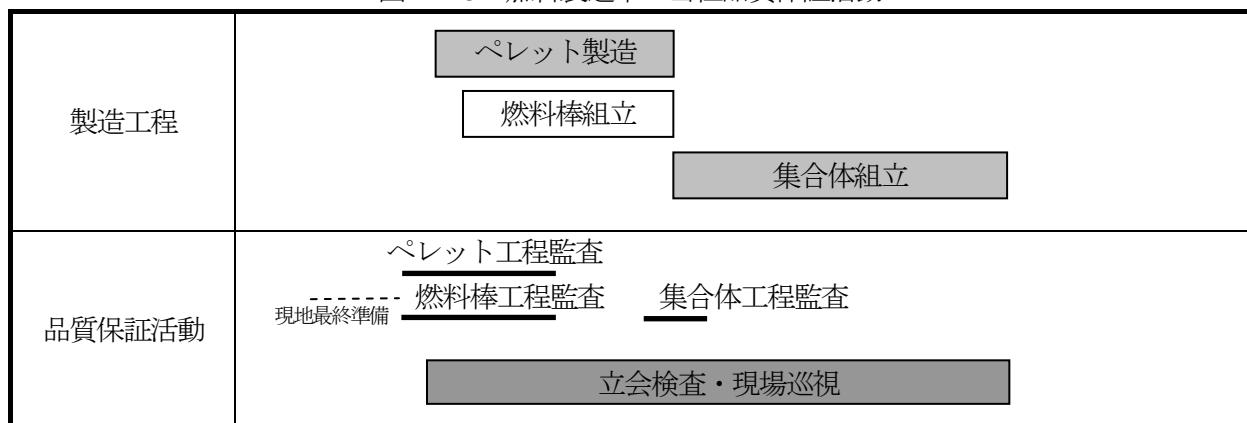 ペレット製造
燃料棒組立
製造工程
集合体組立
ペレット工程監査
燃料棒工程監査 集合体工程監査
現地最終準備
品質保証活動
立会検査・現場巡視